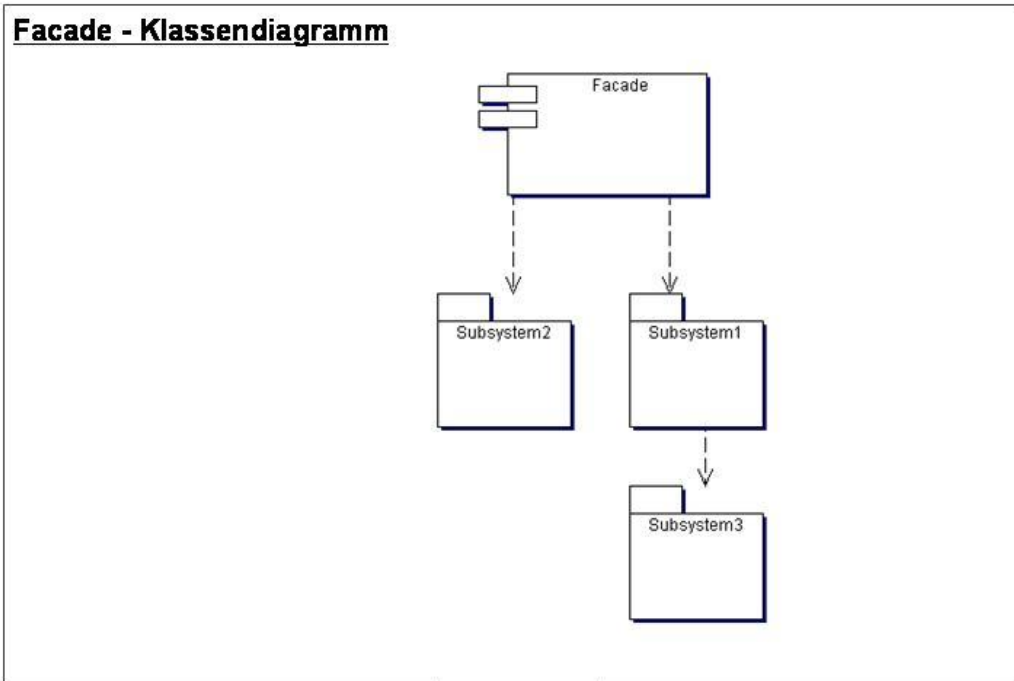 Facade - Klassendiagramm
Facade
Subsystem2
Subsystem1
Subsystem3